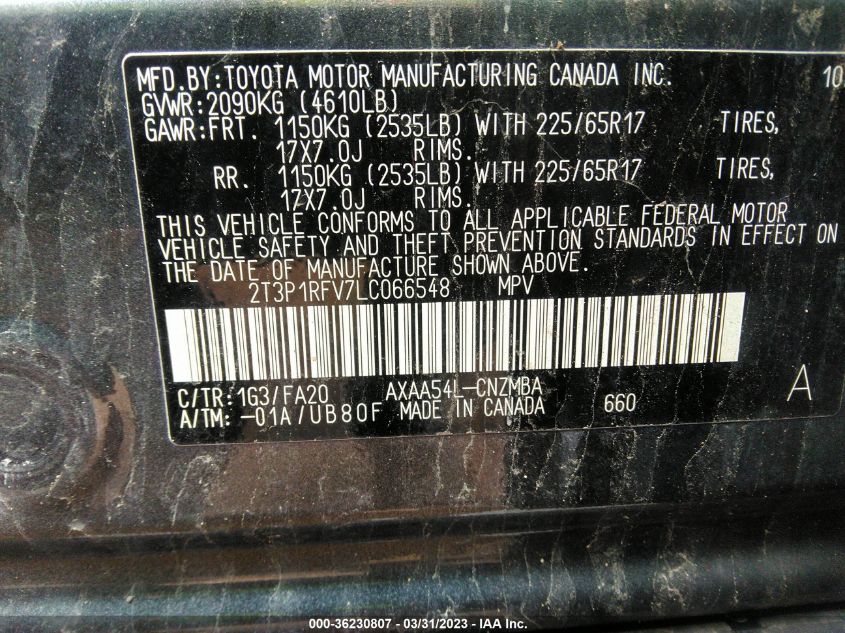 MFD.BY:TOYOTA MOTOR MANUFACTURING CANADA INC. 10
GVWR:2090KG (4610LB)
GAWR:FRT. 1150KG (2535LB) WITH 225/65R17 TIRES,
17X7.0J RIMS.
RR. 1150KG (2535LB) WITH 225/65R17 TIRES,
17X7.0J RIMS.
THIS VEHICLE CONFORMS TO ALL APPLICABLE FEDERAL MOTOR
VEHICLE SAFETY AND THEFT PREVENTION STANDARDS IN EFFECT ON
THE DATE OF MANUFACTURE SHOWN ABOVE.
2T3P1RFV7LC066548 MPV
C/TR:1G3/FA20 AXAA54L-CNZMBA A
A/TM:-01A/UB80F MADE IN CANADA 660
000-36230807 - 03/31/2023 - IAA Inc.